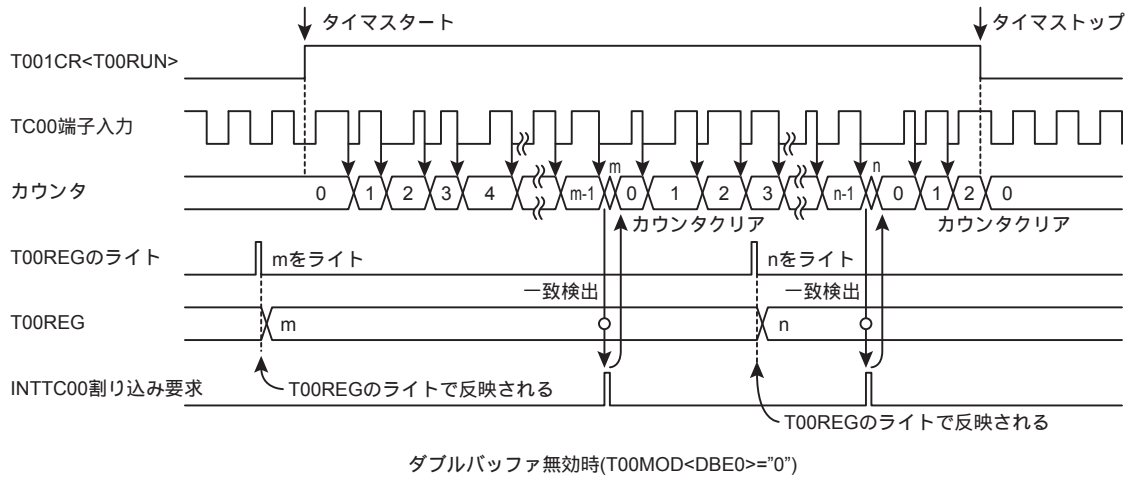 タイマスタート
タイマストップ
T001CR<T00RUN>
TC00端子入力
カウンタ
0 1 2 3 4 m-1 m 0 1 2 3 n-1 n 0 1 2 0
カウンタクリア
カウンタクリア
T00REGのライト
mをライト
nをライト
一致検出
一致検出
T00REG
m
n
INTTC00割り込み要求
T00REGのライトで反映される
T00REGのライトで反映される
ダブルバッファ無効時(T00MOD<DBE0>=”0”)